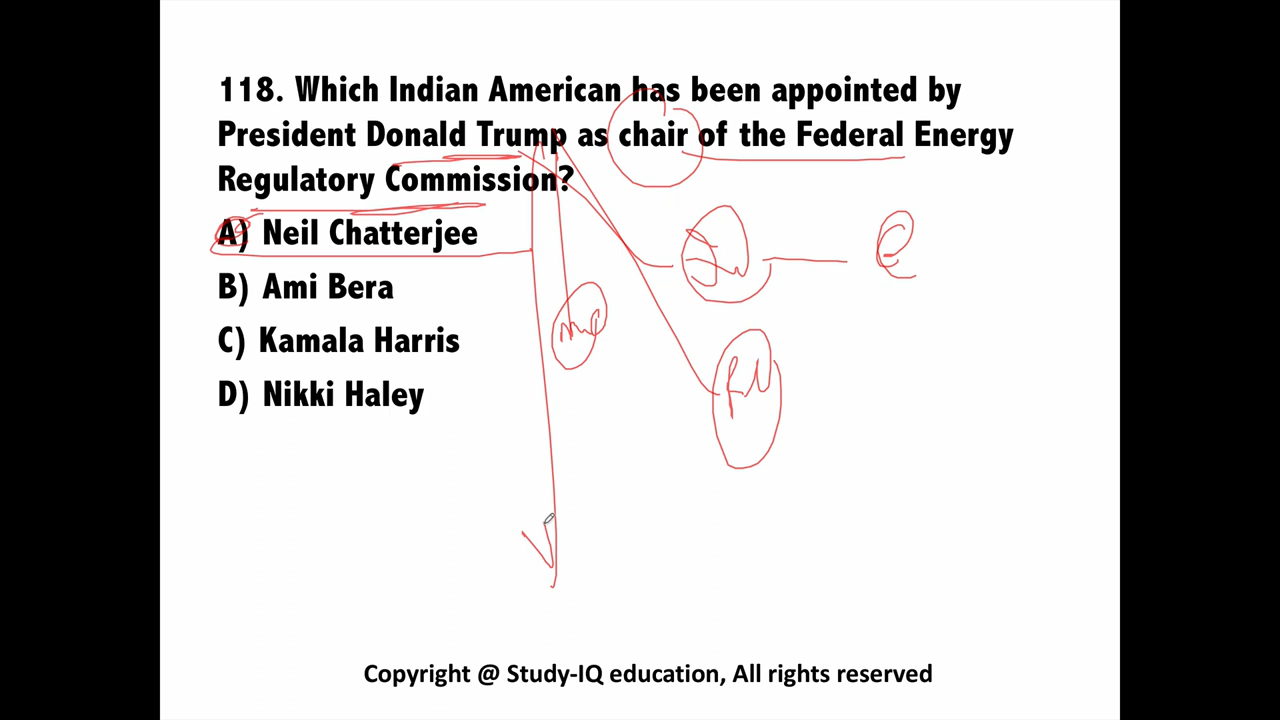 118. Which Indian American has been appointed by
President Donald Trump as chair of the Federal Energy
Regulatory Commission?
A) Neil Chatterjee
B) Ami Bera
C) Kamala Harris
D) Nikki Haley
Copyright @ Study-IQ education, All rights reserved